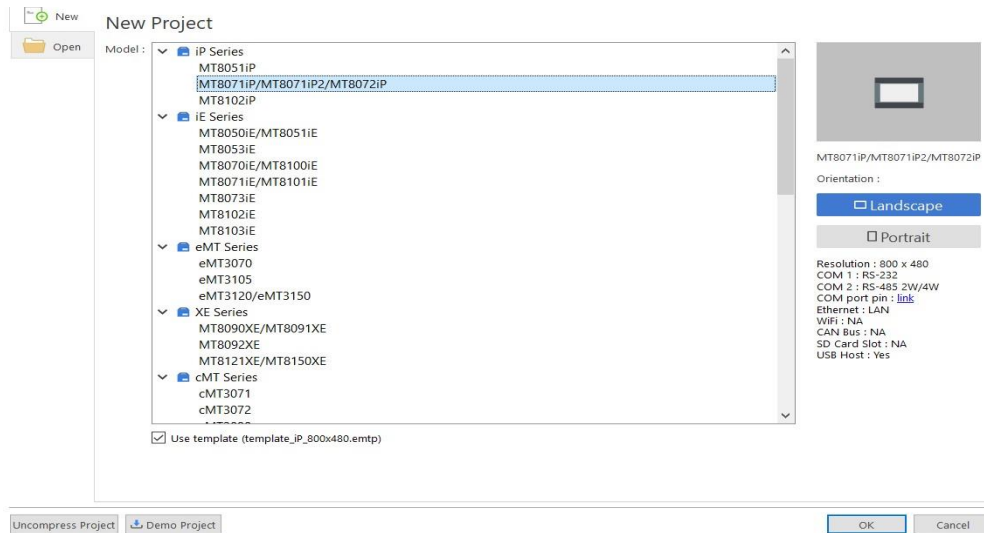 New
Open
New Project
Model :
iP Series
MT8051iP
MT8071iP/MT8071iP2/MT8072iP
MT8102iP
iE Series
MT8050iE/MT8051iE
MT8053iE
MT8070iE/MT8100iE
MT8071iE/MT8101iE
MT8073iE
MT8102iE
MT8103iE
eMT Series
eMT3070
eMT3105
eMT3120/eMT3150
XE Series
MT8090XE/MT8091XE
MT8092XE
MT8121XE/MT8150XE
cMT Series
cMT3071
cMT3072
Use template (template_iP_800x480.emtp)
MT8071iP/MT8071iP2/MT8072iP
Orientation :
Landscape
Portrait
Resolution : 800 x 480
COM 1 : RS-232
COM 2 : RS-485 2W/4W
COM port pin : link
Ethernet : LAN
WiFi : NA
CAN Bus : NA
SD Card Slot : NA
USB Host : Yes
Uncompress Project
Demo Project
OK
Cancel